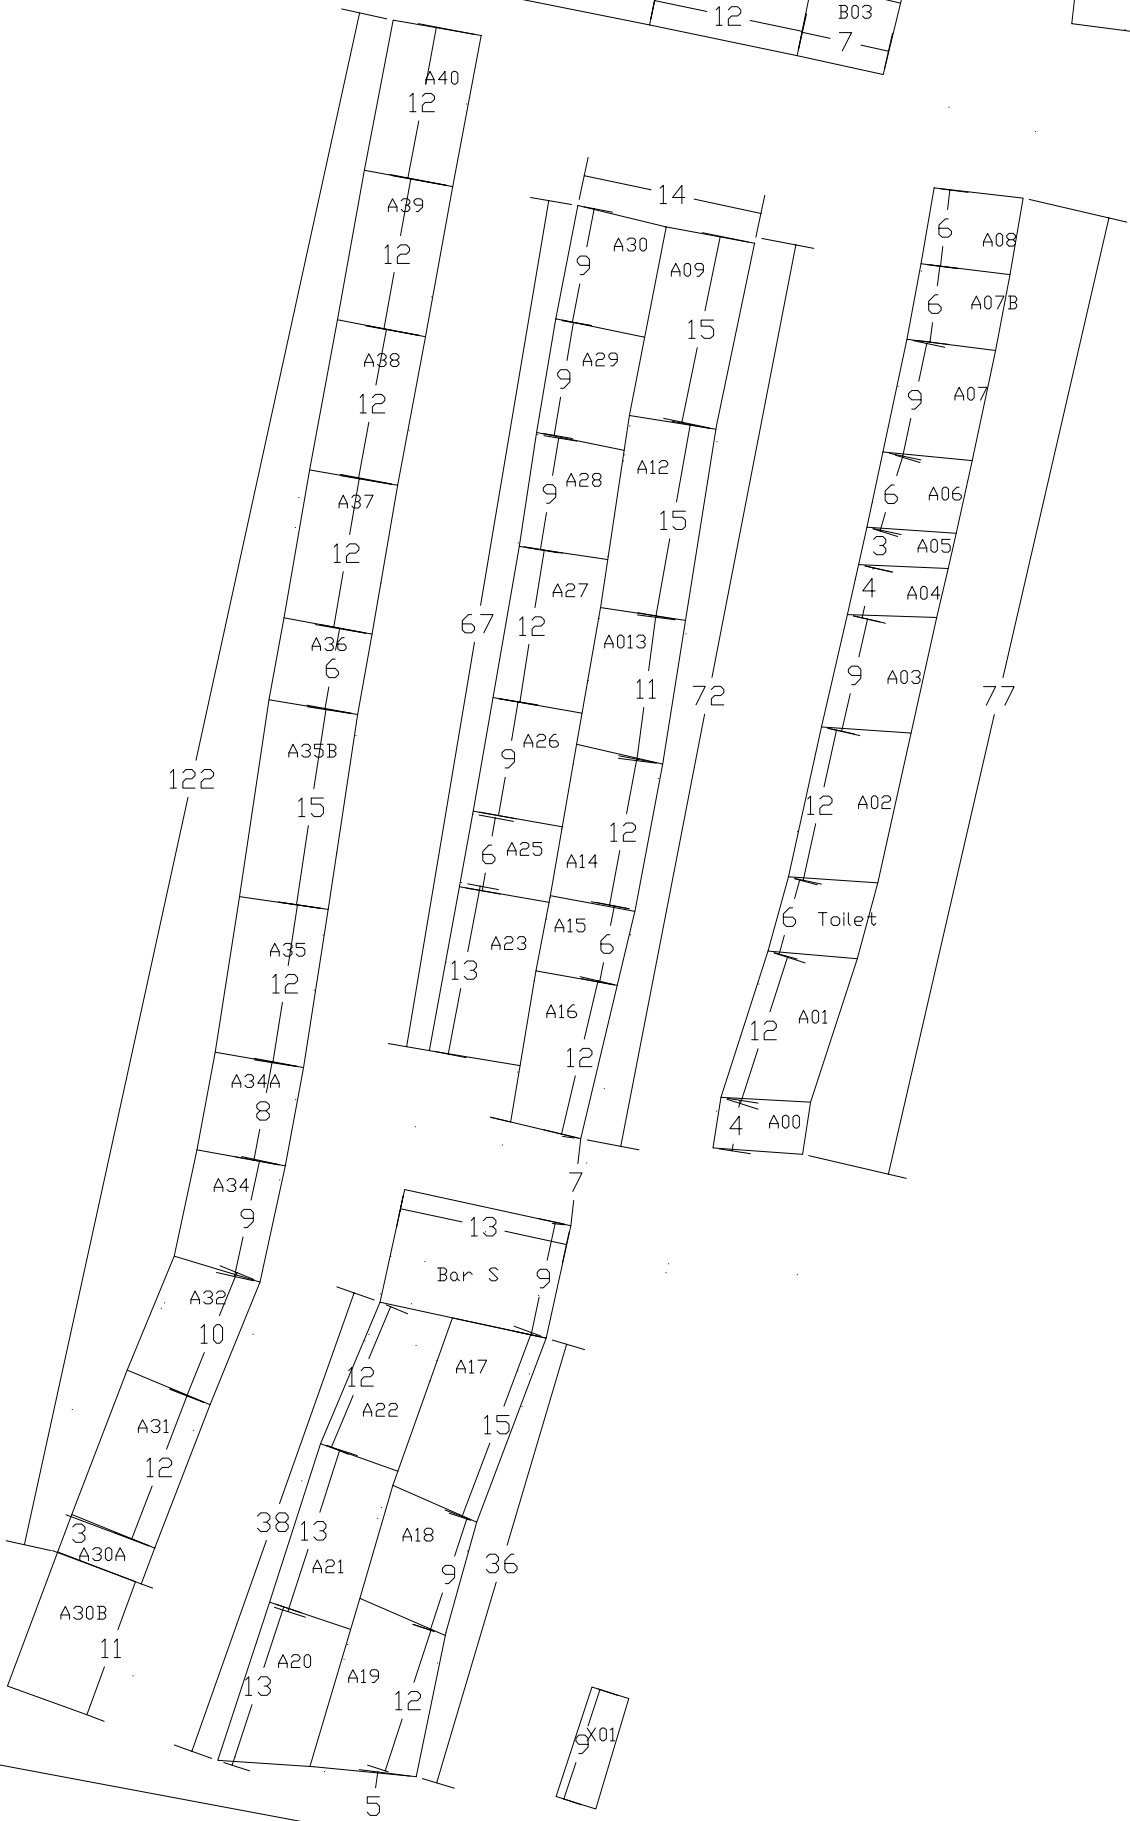 12
B03
7
A40
12
A39
12
A38
12
A37
12
A36
6
A35B
15
A35
12
A34A
8
A34
9
A32
10
A31
12
3
A30A
A30B
11
122
14
A30
9
A29
9
A28
9
A27
12
A26
9
A25
6
A23
13
67
A09
15
A12
15
A013
11
12
A14
A15
6
A16
12
72
7
A08
6
A07B
6
A07
9
A06
6
A05
3
A04
4
A03
9
A02
12
Toilet
6
A01
12
A00
4
77
13
Bar S
9
A17
15
12
A22
A18
9
13
A21
A20
13
A19
12
38
36
5
X01
9